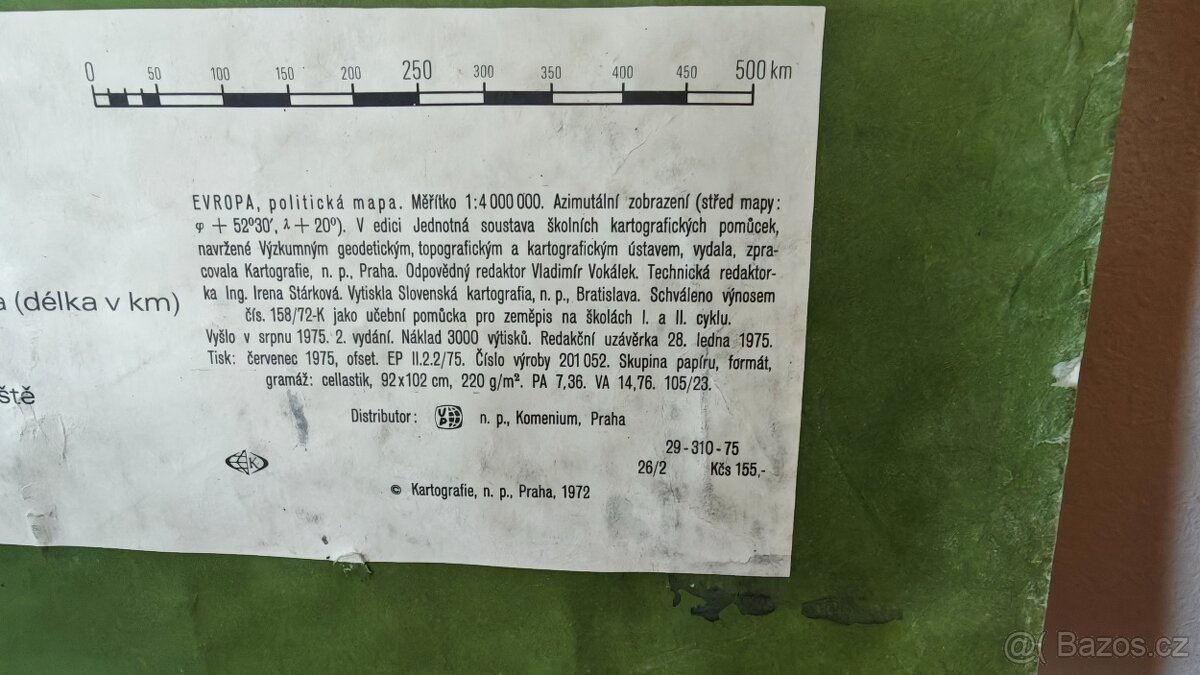 0 50 100 150 200 250 300 350 400 450 500 km
EVROPA, politická mapa. Měřítko 1:4 000 000. Azimutální zobrazení (střed mapy:
φ + 52°30′, λ + 20°). V edici Jednotná soustava školních kartografických pomůcek,
navržené Výzkumným geodetickým, topografickým a kartografickým ústavem, vydala, zpra-
covala Kartografie, n. p., Praha. Odpovědný redaktor Vladimír Vokálek. Technická redaktor-
ka Ing. Irena Stárková. Vytiskla Slovenská kartografia, n. p., Bratislava. Schváleno výnosem
a (délka v km)
čís. 158/72-K jako učební pomůcka pro zeměpis na školách I. a II. cyklu.
Vyšlo v srpnu 1975. 2. vydání. Náklad 3000 výtisků. Redakční uzávěrka 28. ledna 1975.
Tisk: červenec 1975, ofset. EP II.2.2/75. Číslo výroby 201 052. Skupina papíru, formát,
gramáž: cellastik, 92x102 cm, 220 g/m². PA 7,36. VA 14,76. 105/23.
ště
Distributor: n. p., Komenium, Praha
29-310-75
26/2 Kčs 155,-
K
© Kartografie, n. p., Praha, 1972
Bazos.cz